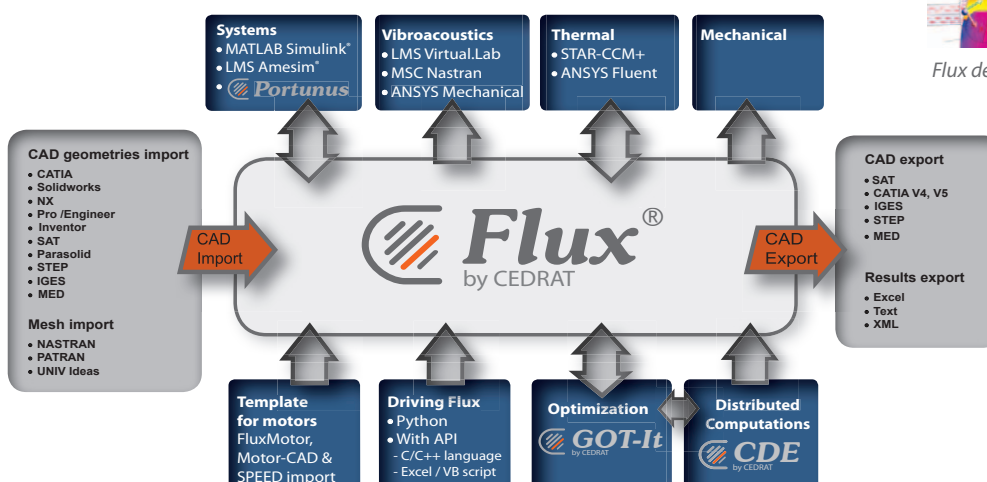 Systems
• MATLAB Simulink®
• LMS Amesim®
• Portunus
Vibroacoustics
• LMS Virtual.Lab
• MSC Nastran
• ANSYS Mechanical
Thermal
• STAR-CCM+
• ANSYS Fluent
Mechanical
Flux de
CAD geometries import
• CATIA
• Solidworks
• NX
• Pro /Engineer
• Inventor
• SAT
• Parasolid
• STEP
• IGES
• MED
Mesh import
• NASTRAN
• PATRAN
• UNIV Ideas
CAD
Import
Flux®
by CEDRAT
CAD
Export
CAD export
• SAT
• CATIA V4, V5
• IGES
• STEP
• MED
Results export
• Excel
• Text
• XML
Template
for motors
FluxMotor,
Motor-CAD &
SPEED import
Driving Flux
• Python
• With API
- C/C++ language
- Excel / VB script
Optimization
GOT-It
by CEDRAT
Distributed
Computations
CDE
by CEDRAT